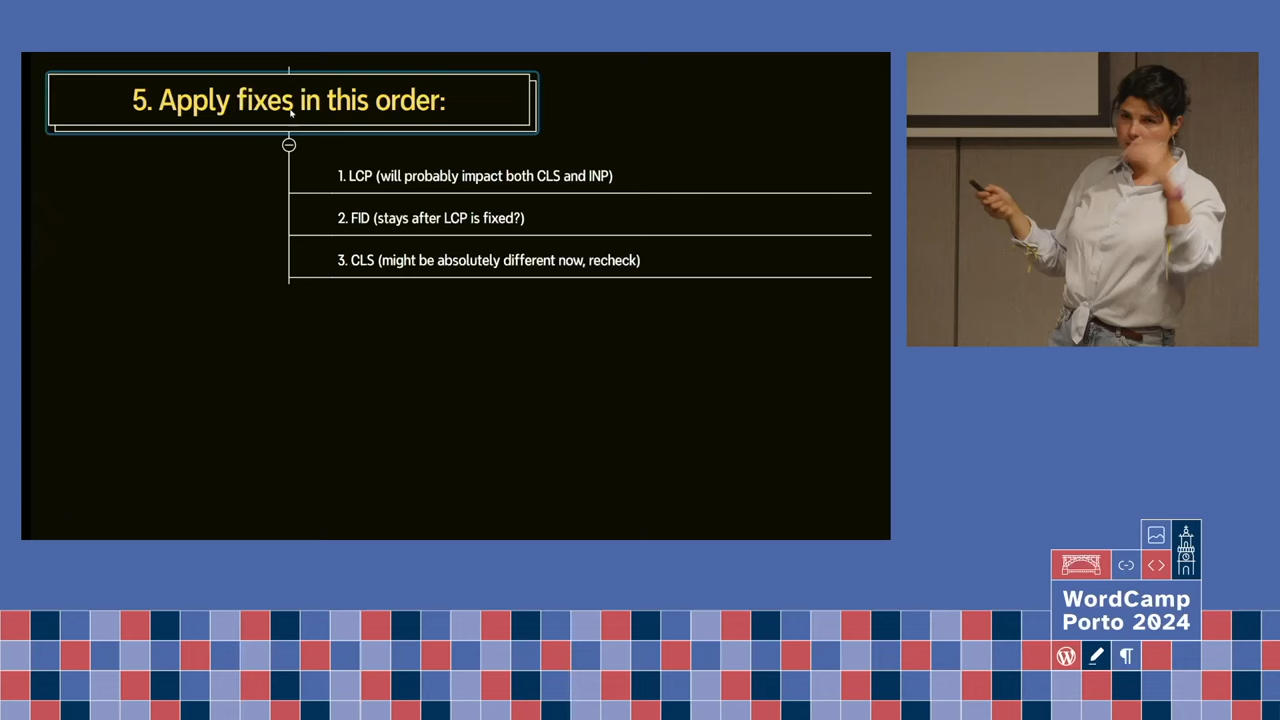 5. Apply fixes in this order:
1. LCP (will probably impact both CLS and INP)
2. FID (stays after LCP is fixed?)
3. CLS (might be absolutely different now, recheck)
WordCamp
Porto 2024